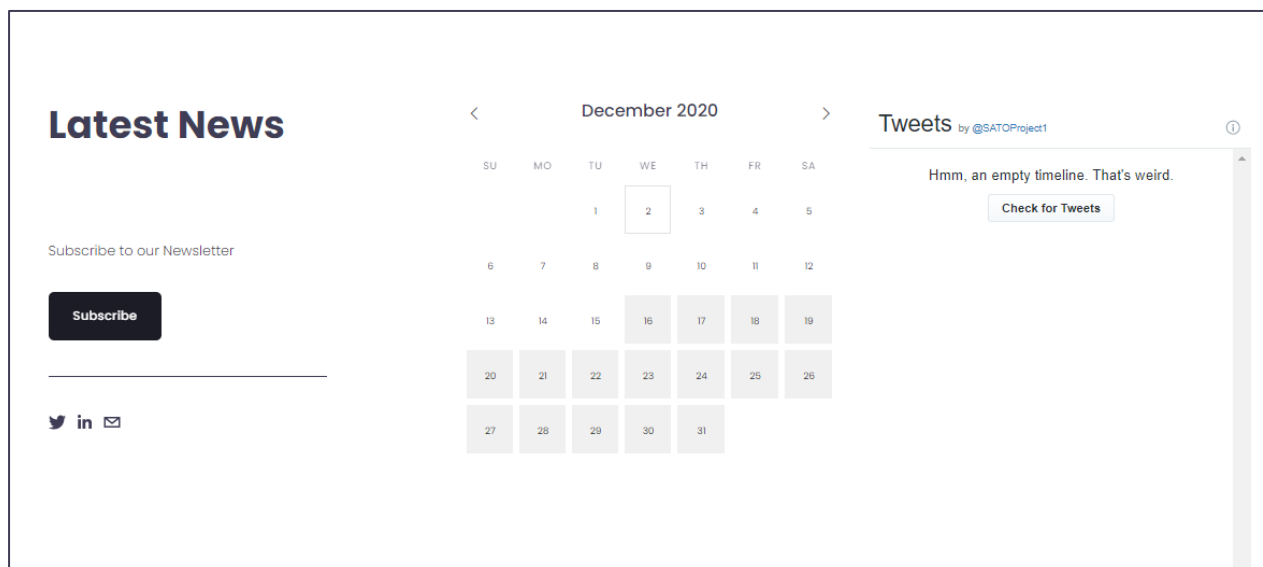 Latest News
Subscribe to our Newsletter
Subscribe
in
December 2020
SU MO TU WE TH FR SA
1 2 3 4 5
6 7 8 9 10 11 12
13 14 15 16 17 18 19
20 21 22 23 24 25 26
27 28 29 30 31
Tweets by @SATOProject1
Hmm, an empty timeline. That's weird.
Check for Tweets